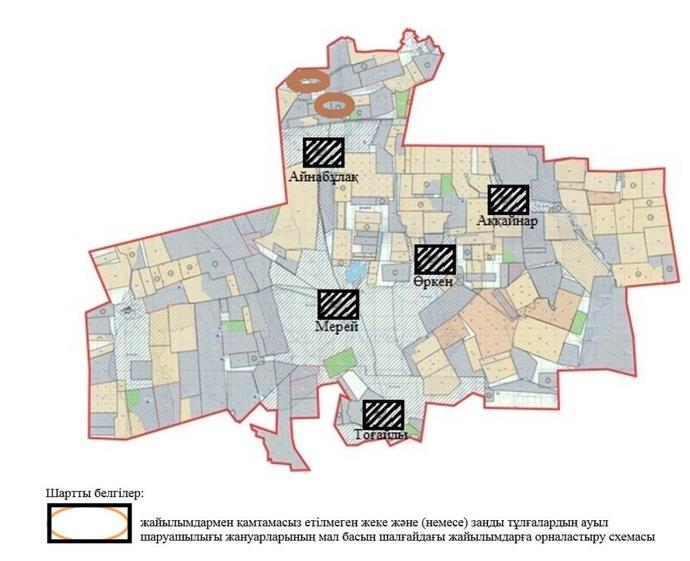 Айнабұлақ
Аққайнар
Өркен
Мерей
Тоғайлы
Шартты белгілер:
жайылымдармен қамтамасыз етілмеген жеке және (немесе) заңды тұлғалардың ауыл
шаруашылығы жануарларының мал басын шалғайдағы жайылымдарға орналастыру схемасы